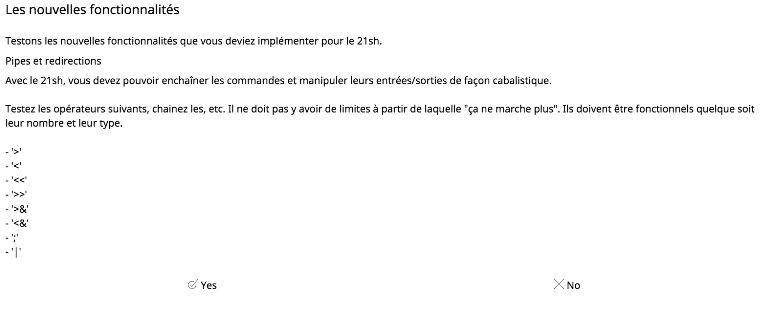 Les nouvelles fonctionnalités
Testons les nouvelles fonctionnalités que vous deviez implémenter pour le 21sh.
Pipes et redirections
Avec le 21sh, vous devez pouvoir enchaîner les commandes et manipuler leurs entrées/sorties de façon cabalistique.
Testez les opérateurs suivants, chainez les, etc. Il ne doit pas y avoir de limites à partir de laquelle "ça ne marche plus". Ils doivent être fonctionnels quelque soit
leur nombre et leur type.
- '>'
- '<'
- '<<'
- '>>'
- '>&'
- '<&'
- ';'
- '|'
Yes No